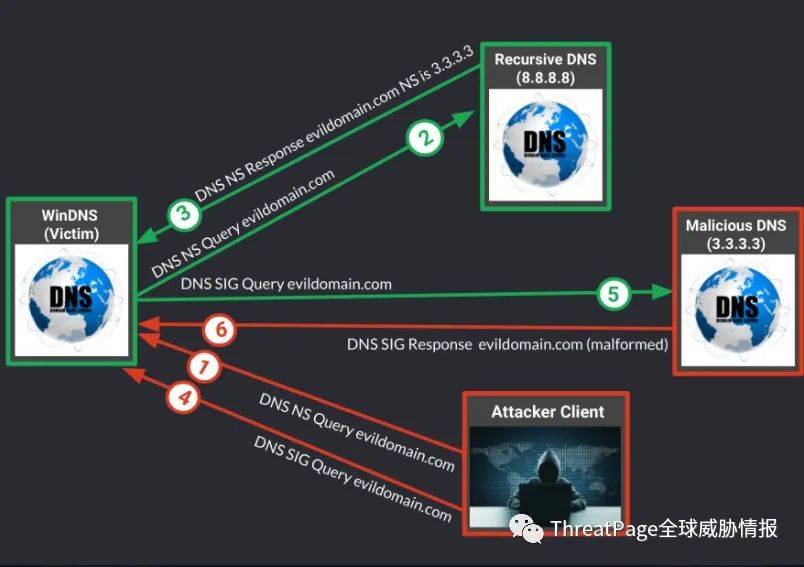 Recursive DNS
(8.8.8.8)
DNS
DNS NS Response evildomain.com NS is 3.3.3.3
2
3
DNS NS Query evildomain.com
WinDNS
(Victim)
DNS
Malicious DNS
(3.3.3.3)
DNS
DNS SIG Query evildomain.com
5
6
DNS SIG Response evildomain.com (malformed)
1
4
DNS NS Query evildomain.com
DNS SIG Query evildomain.com
Attacker Client
ThreatPage全球威胁情报